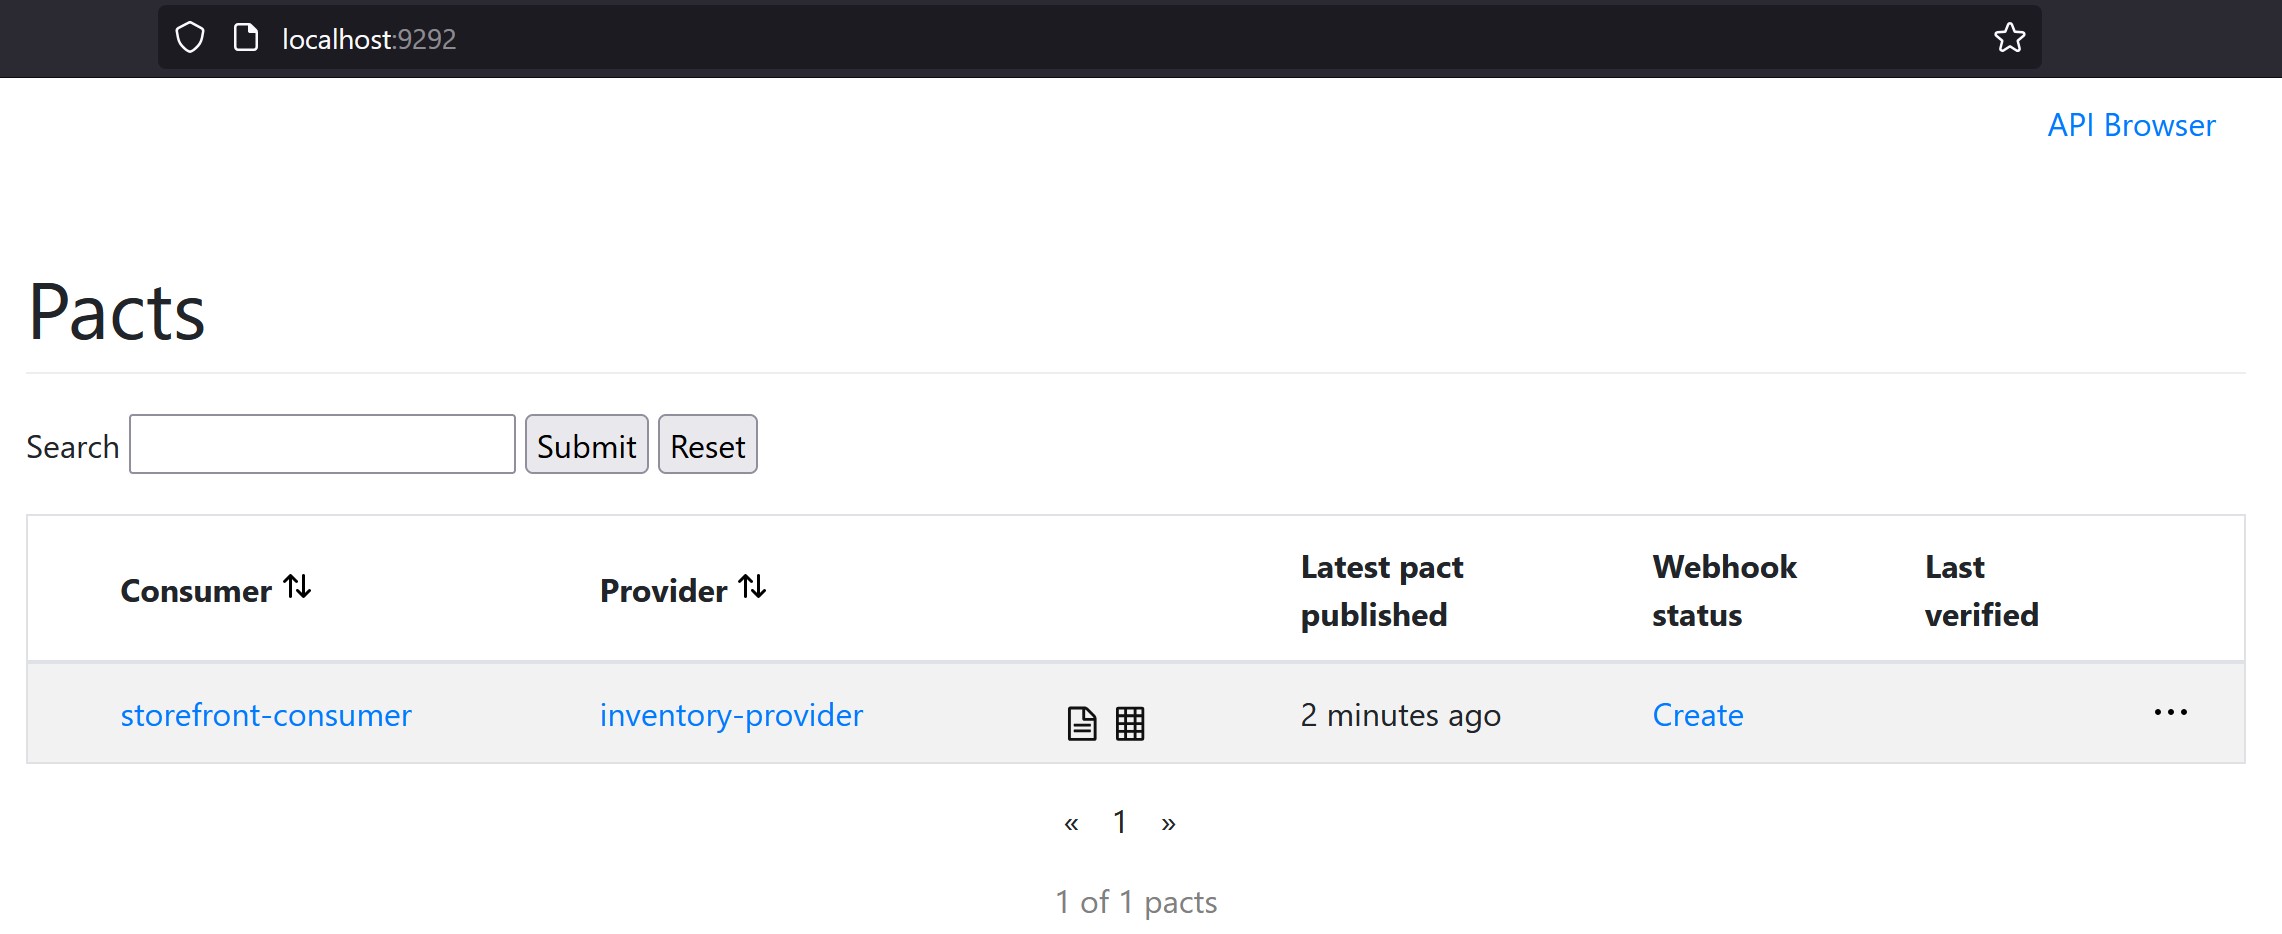 localhost:9292
API Browser
Pacts
Search Submit Reset
Consumer Provider Latest pact published Webhook status Last verified
storefront-consumer inventory-provider 2 minutes ago Create ...
« 1 »
1 of 1 pacts